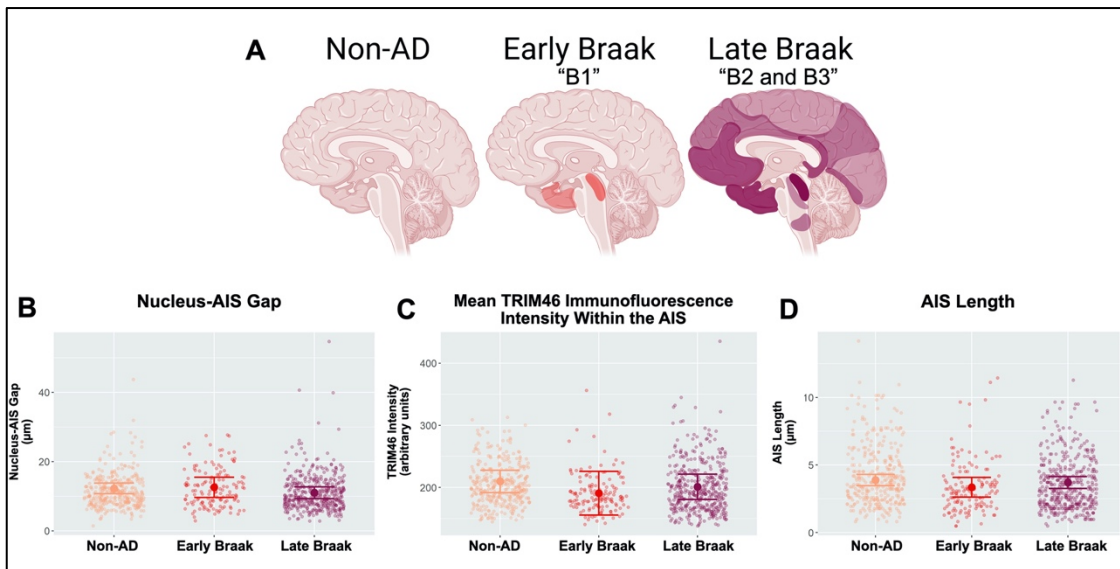 A
Non-AD
Early Braak
"B1"
Late Braak
"B2 and B3"
B
Nucleus-AIS Gap
Nucleus-AIS Gap
(μm)
40
20
0
Non-AD
Early Braak
Late Braak
C
Mean TRIM46 Immunofluorescence
Intensity Within the AIS
TRIM46 Intensity
(arbitrary units)
400
300
200
Non-AD
Early Braak
Late Braak
D
AIS Length
AIS Length
(μm)
10
5
0
Non-AD
Early Braak
Late Braak